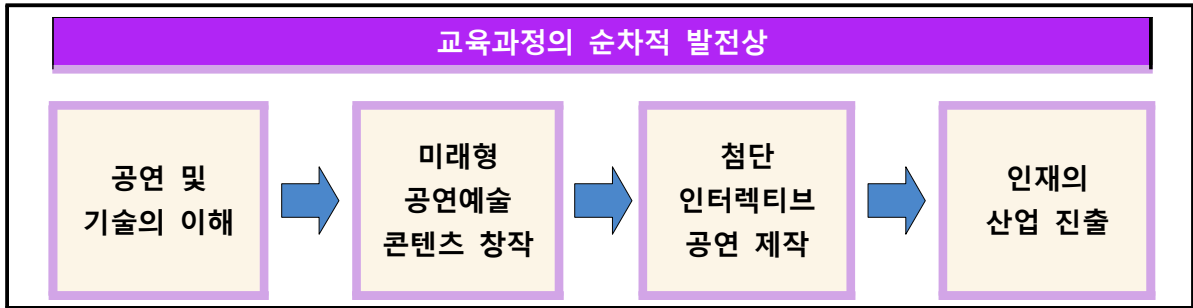 교육과정의 순차적 발전상
공연 및
기술의 이해
미래형
공연예술
콘텐츠 창작
첨단
인터렉티브
공연 제작
인재의
산업 진출